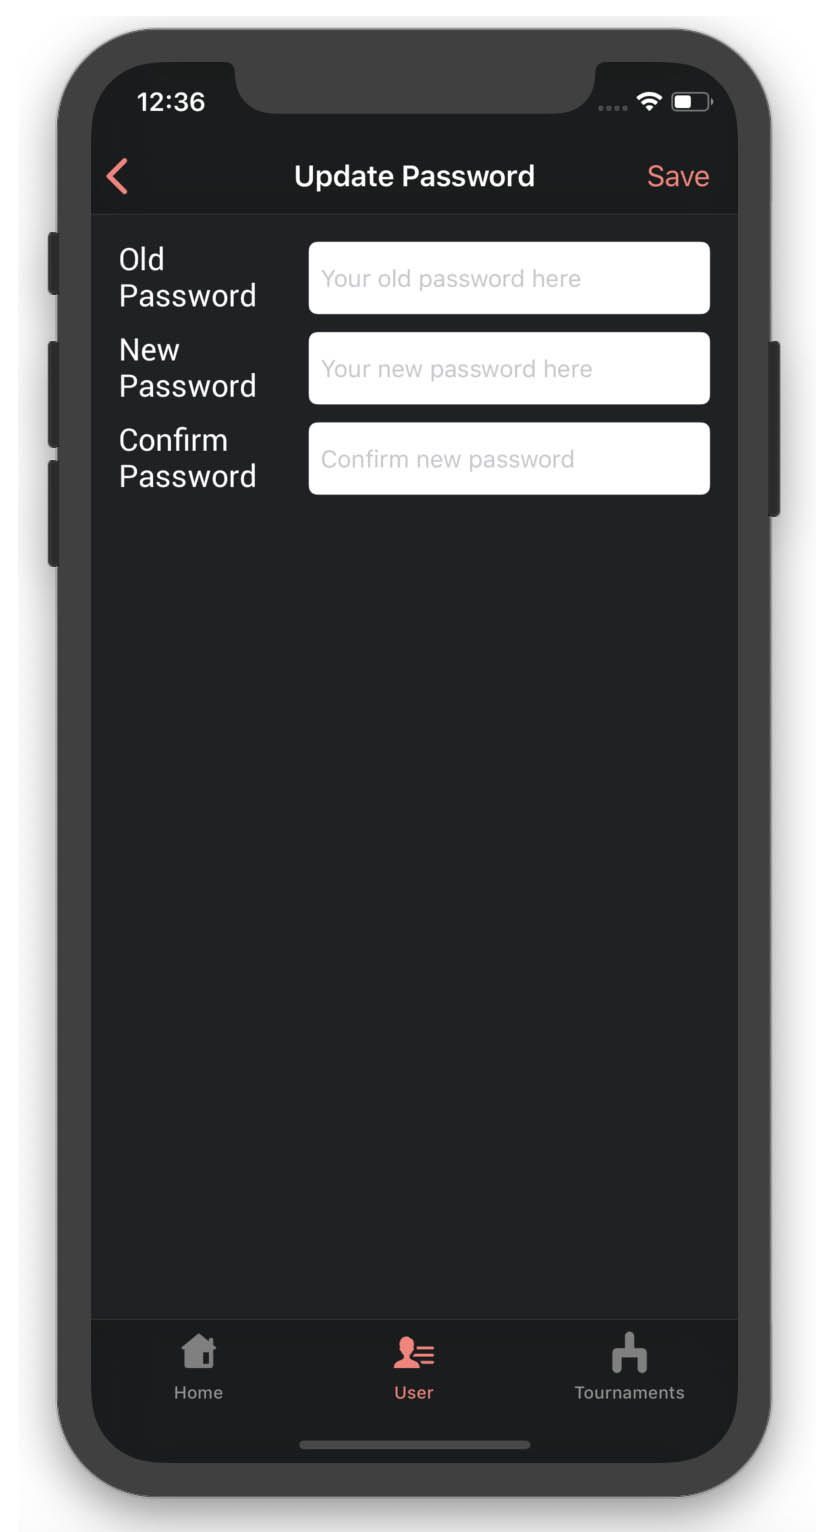 12:36
Update Password
Save
Old
Password
Your old password here
New
Password
Your new password here
Confirm
Password
Confirm new password
Home
User
Tournaments